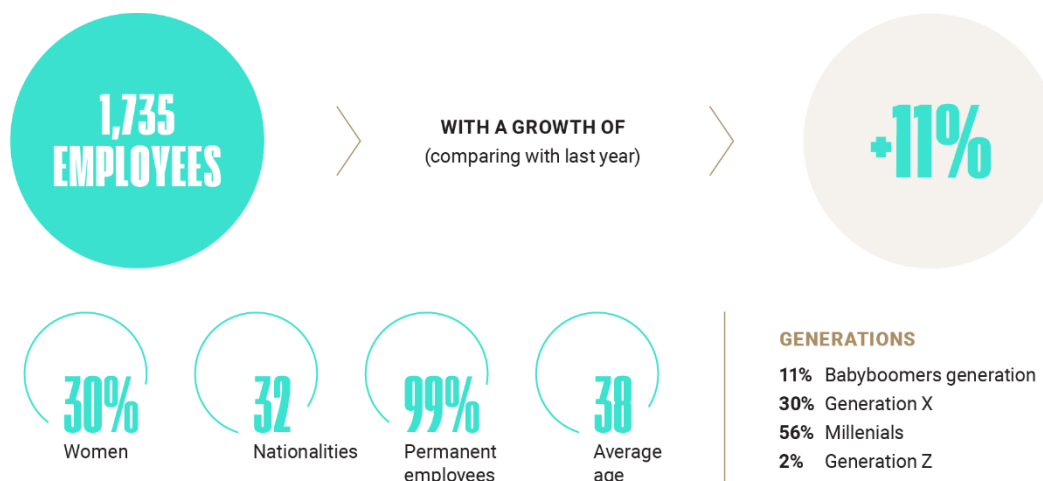 1,735
EMPLOYEES
WITH A GROWTH OF
(comparing with last year)
+11%
30%
Women
32
Nationalities
99%
Permanent
employees
38
Average
age
GENERATIONS
11% Babyboomers generation
30% Generation X
56% Millenials
2% Generation Z